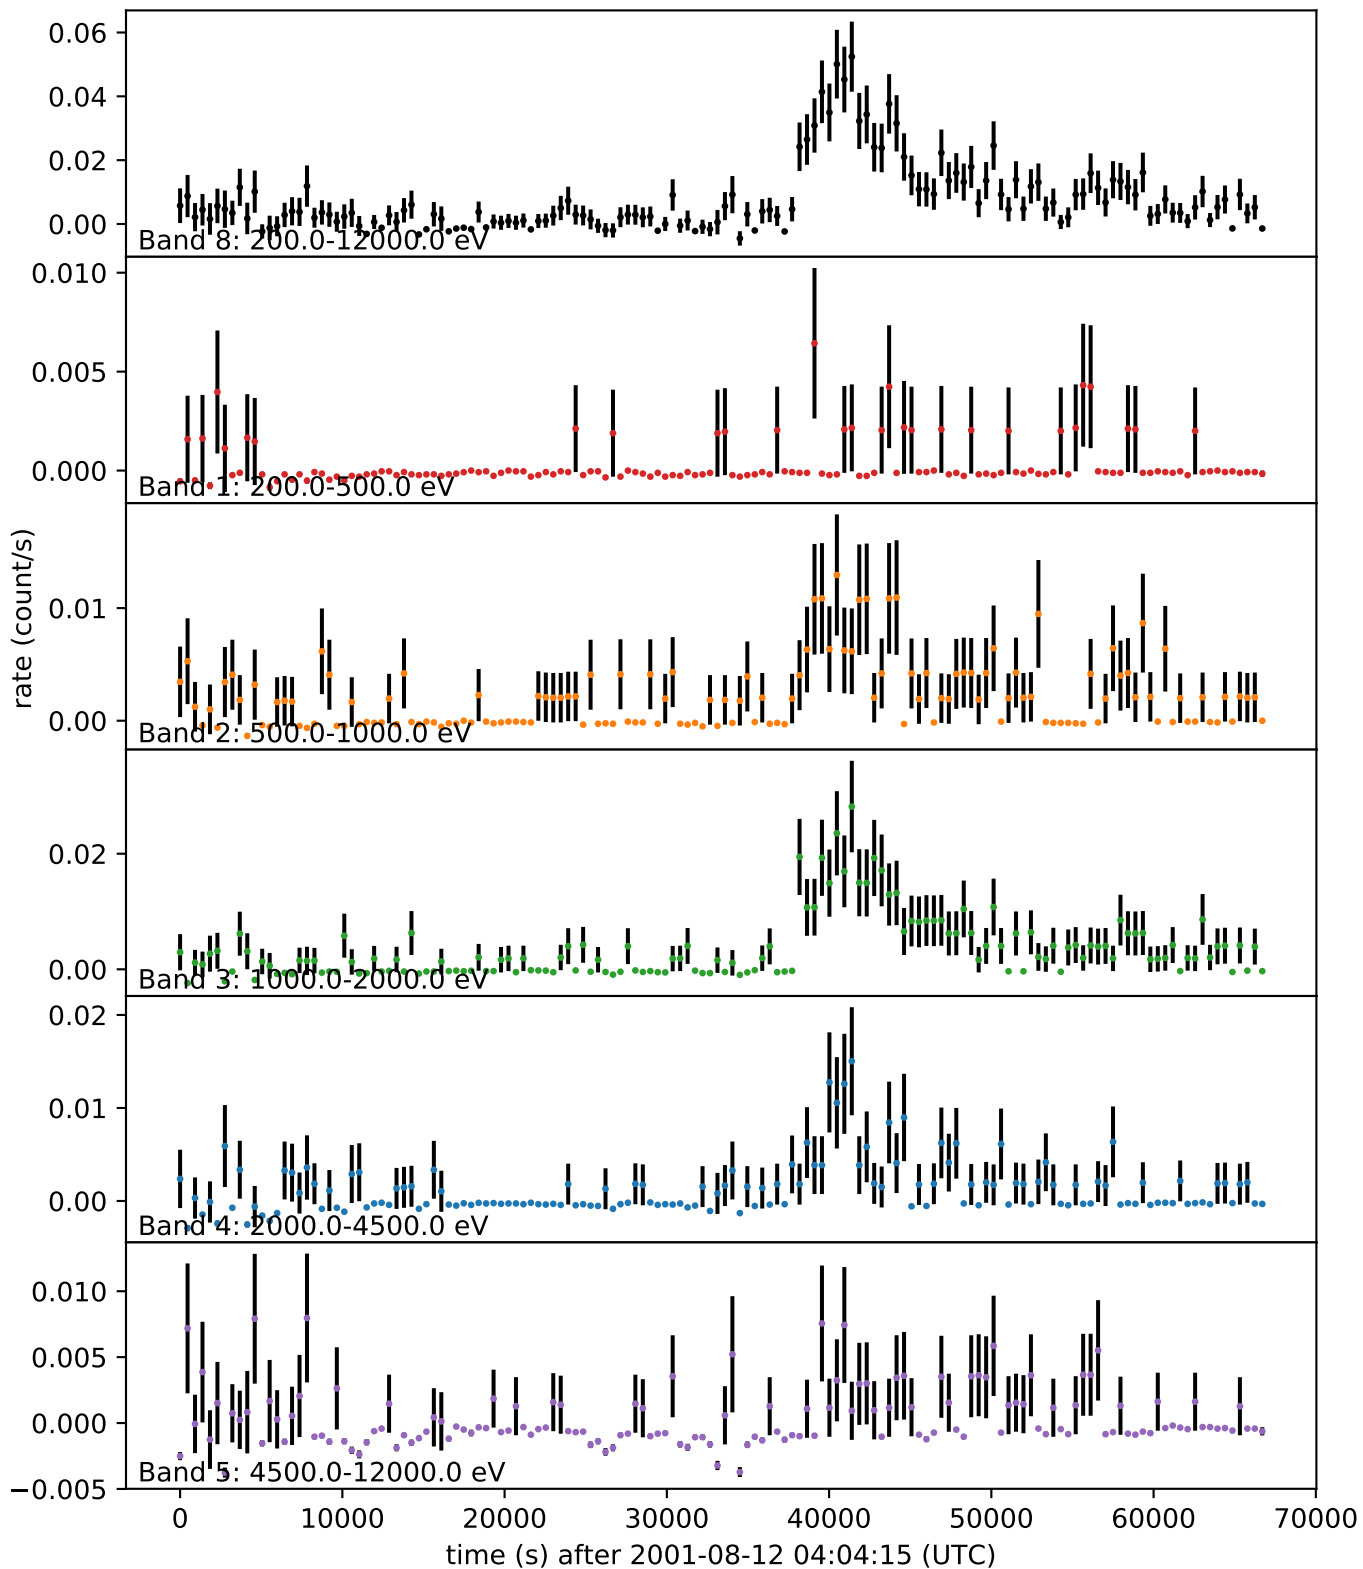 0.06
0.04
0.02
0.00
Band 8: 200.0-12000.0 eV
0.010
0.005
0.000
Band 1: 200.0-500.0 eV
rate (count/s)
0.01
0.00
Band 2: 500.0-1000.0 eV
0.02
0.00
Band 3: 1000.0-2000.0 eV
0.02
0.01
0.00
Band 4: 2000.0-4500.0 eV
0.010
0.005
0.000
−0.005
Band 5: 4500.0-12000.0 eV
0 10000 20000 30000 40000 50000 60000 70000
time (s) after 2001-08-12 04:04:15 (UTC)